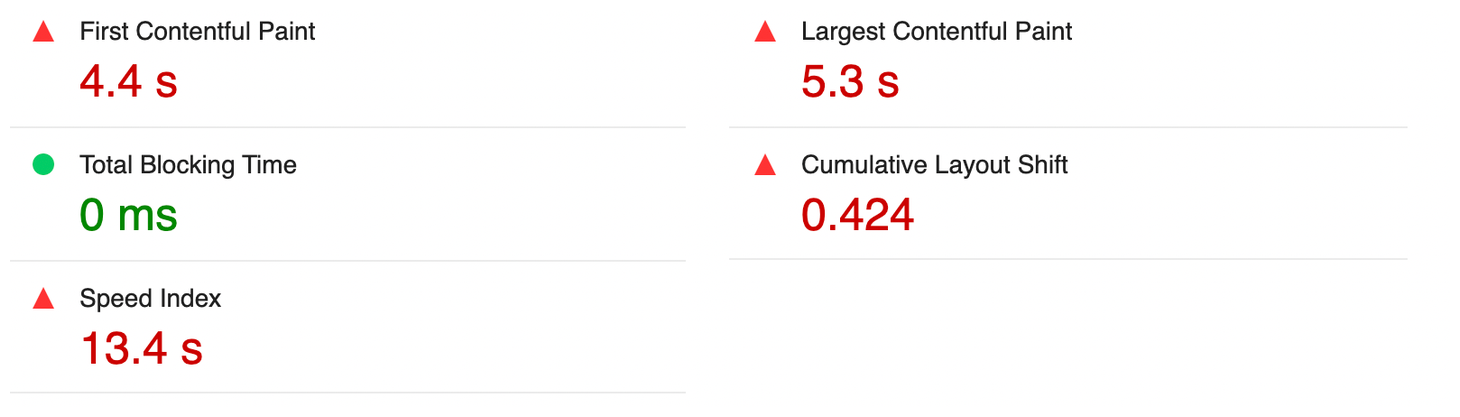 First Contentful Paint
4.4 s
Largest Contentful Paint
5.3 s
Total Blocking Time
0 ms
Cumulative Layout Shift
0.424
Speed Index
13.4 s